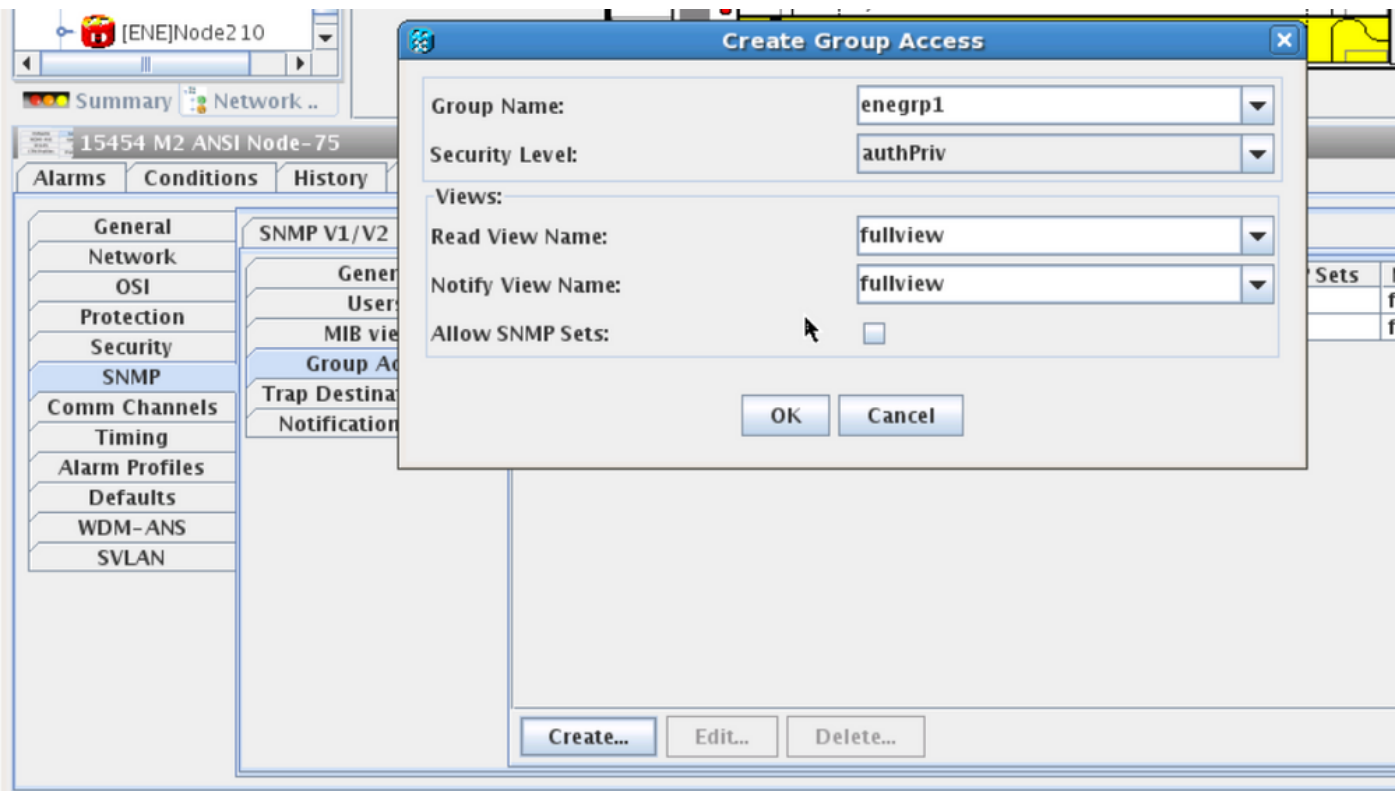 [ENE]Node210
Summary
Network ..
15454 M2 ANSI Node-75
Alarms
Conditions
History
General
Network
OSI
Protection
Security
SNMP
Comm Channels
Timing
Alarm Profiles
Defaults
WDM-ANS
SVLAN
SNMP V1/V2
Gener
User
MIB vie
Group Ac
Trap Destina
Notification
Create Group Access
Group Name:
enegrp1
Security Level:
authPriv
Views:
Read View Name:
fullview
Notify View Name:
fullview
Allow SNMP Sets:
OK
Cancel
Sets
f
f
Create...
Edit...
Delete...